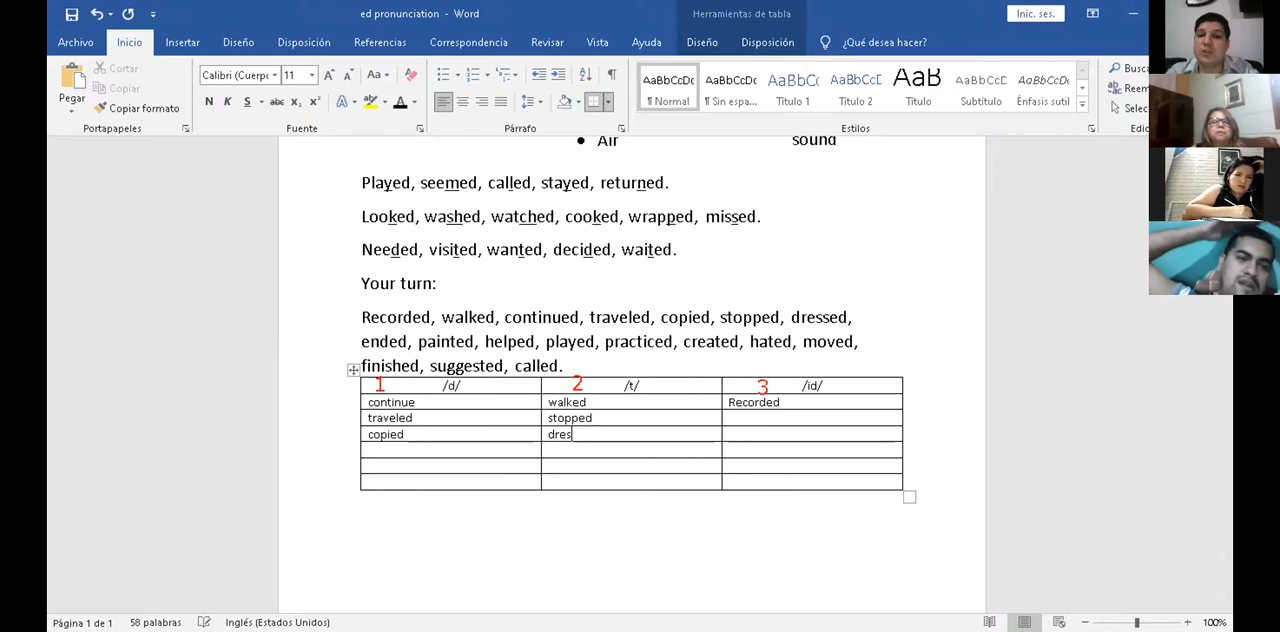 ed pronunciation - Word
Herramientas de tabla
Inic. ses.
Archivo Inicio Insertar Diseño Disposición Referencias Correspondencia Revisar Vista Ayuda Diseño Disposición ¿Qué desea hacer?
Pegar
Cortar
Copiar
Copiar formato
Portapapeles
Calibri (Cuerpo 11
Fuente
Párrafo
AaBbCcDc AaBbCcDc AaBbCc AaBbCcD AaB AaBbCcD AaBbCcDc
¶ Normal ¶ Sin espa... Título 1 Título 2 Título Subtítulo Énfasis sutil
Estilos
Busca
Reem
Selec
Edic
Air sound
Played, seemed, called, stayed, returned.
Looked, washed, watched, cooked, wrapped, missed.
Needed, visited, wanted, decided, waited.
Your turn:
Recorded, walked, continued, traveled, copied, stopped, dressed,
ended, painted, helped, played, practiced, created, hated, moved,
finished, suggested, called.
1 /d/ 2 /t/ 3 /id/
continue walked Recorded
traveled stopped
copied dres
Página 1 de 1 58 palabras Inglés (Estados Unidos) 100%